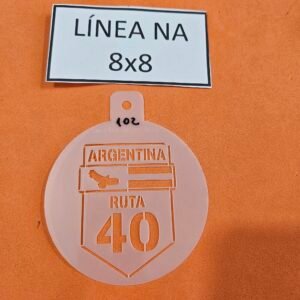 LÍNEA NA
8x8
102
ARGENTINA
RUTA
40